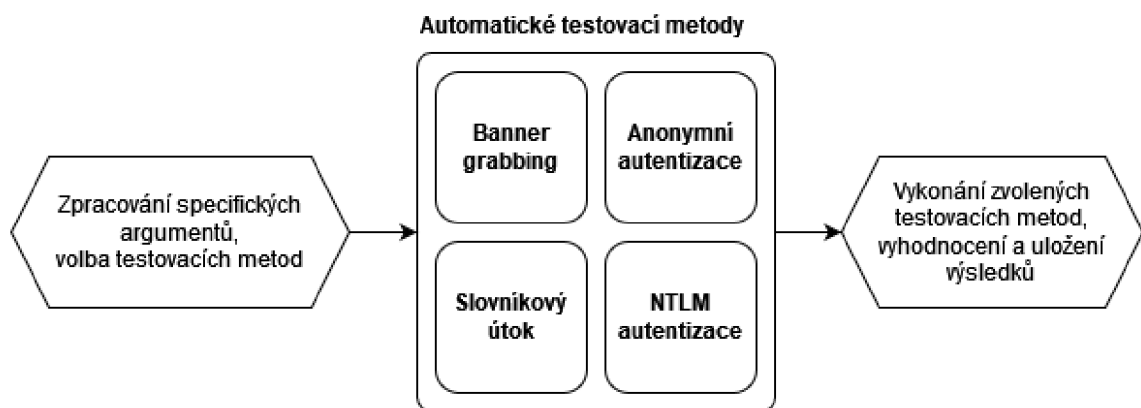 Automatické testovací metody
Zpracování specifických
argumentů,
volba testovacích metod
Banner
grabbing
Anonymní
autentizace
Slovníkový
útok
NTLM
autentizace
Vykonání zvolených
testovacích metod,
vyhodnocení a uložení
výsledků